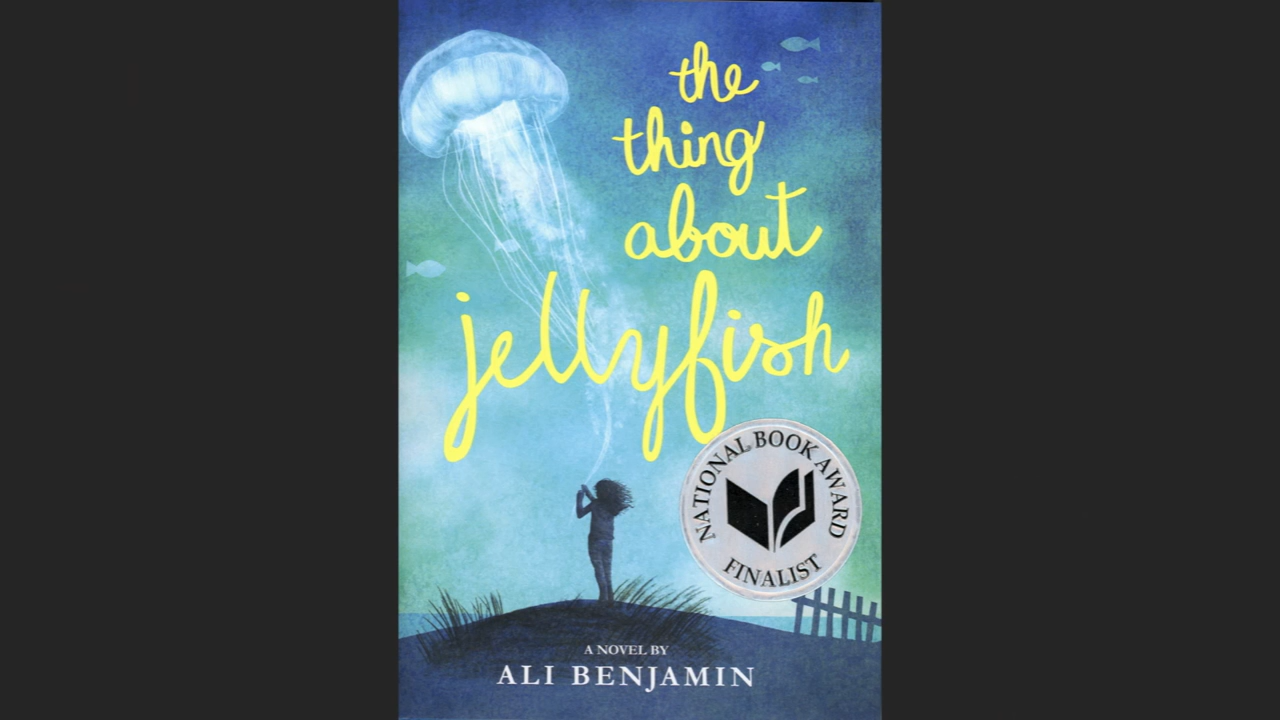 the
thing
about
jellyfish
NATIONAL BOOK AWARD
FINALIST
A NOVEL BY
ALI BENJAMIN